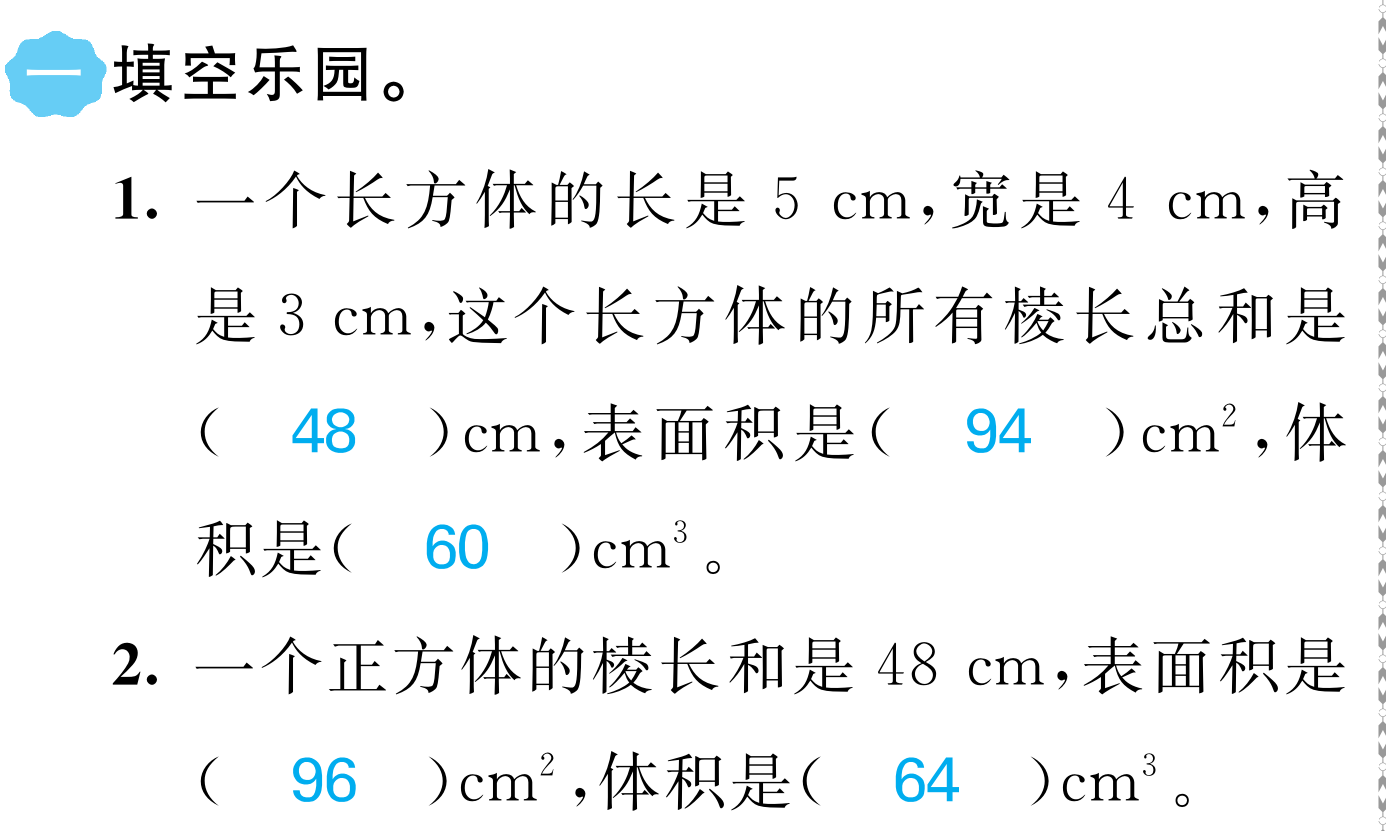 一 填空乐园。
1. 一个长方体的长是 5 cm,宽是 4 cm,高
是 3 cm,这个长方体的所有棱长总和是
( 48 )cm,表面积是( 94 )cm²,体
积是( 60 )cm³。
2. 一个正方体的棱长和是 48 cm,表面积是
( 96 )cm²,体积是( 64 )cm³。